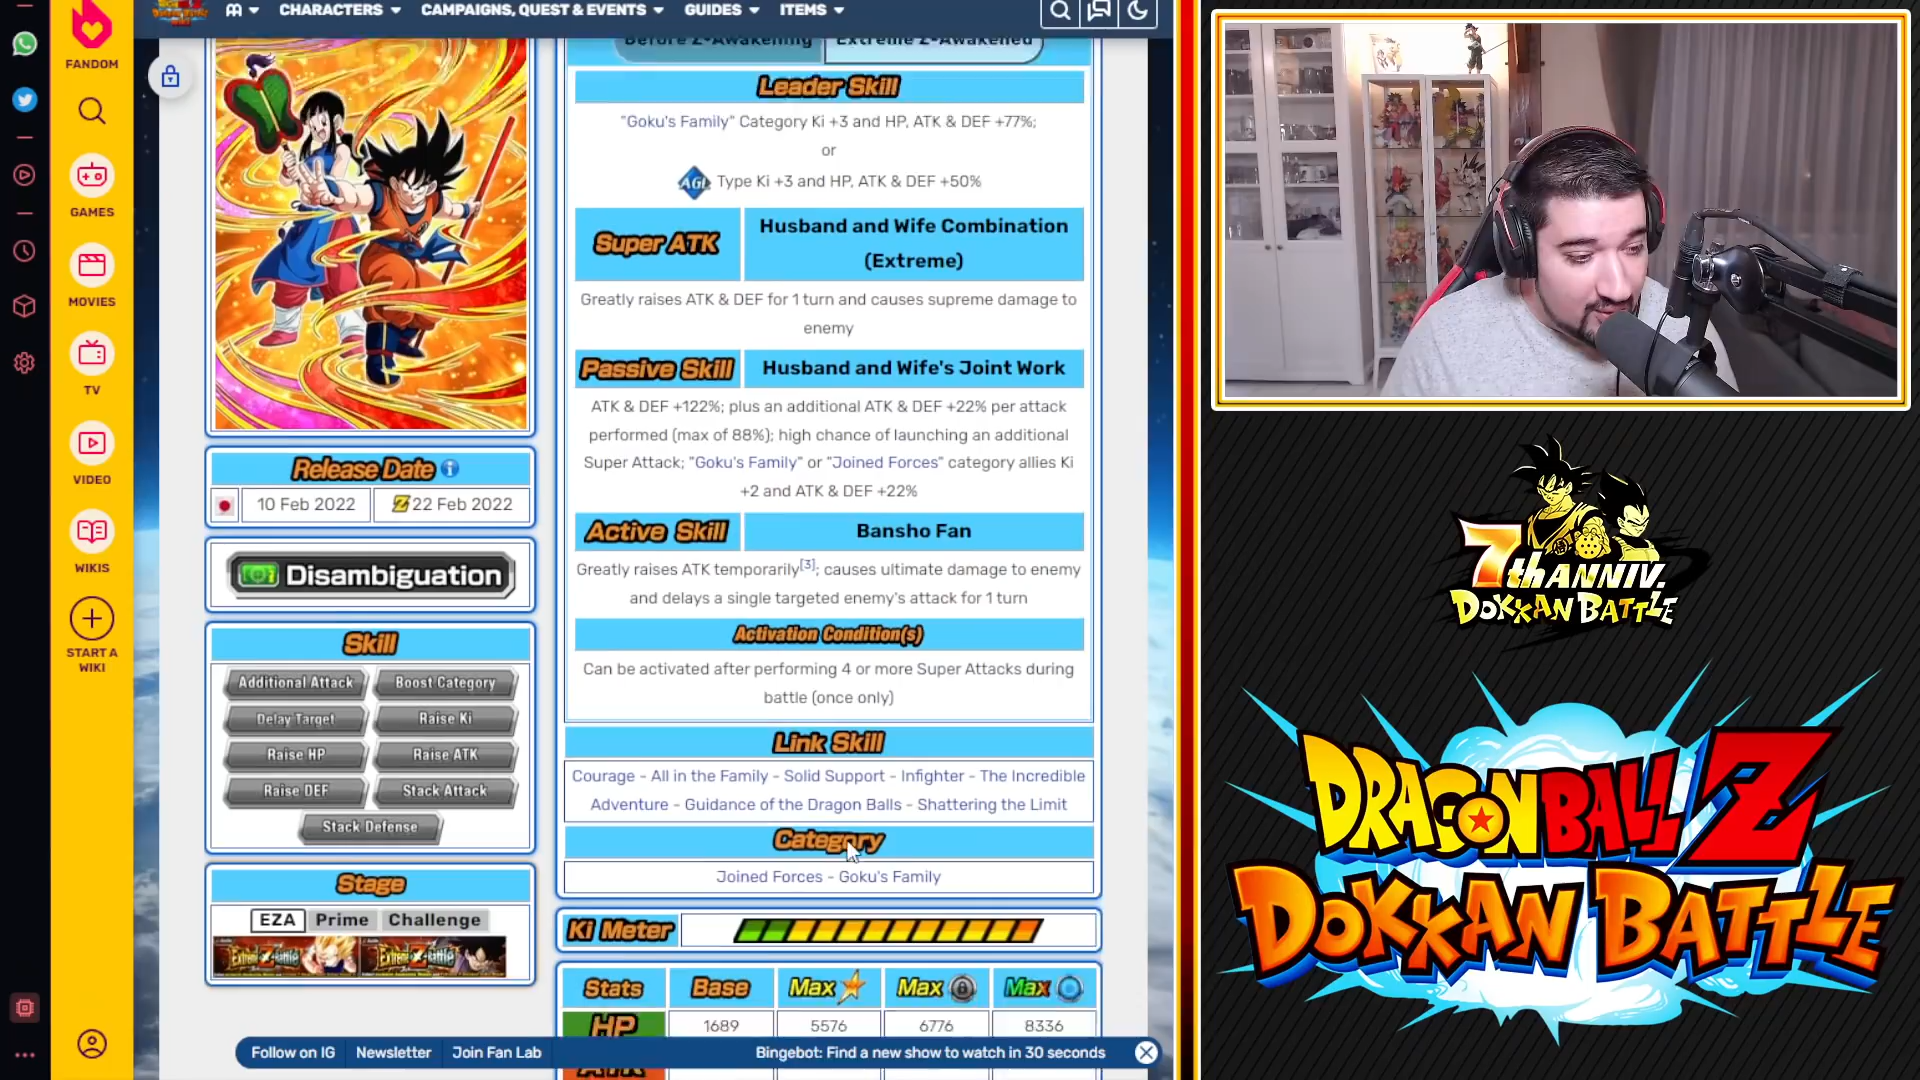 CHARACTERS
CAMPAIGNS, QUEST & EVENTS
GUIDES
ITEMS
FANDOM
GAMES
MOVIES
TV
VIDEO
WIKIS
START A
WIKI
Before Z-Awakening
Extreme Z-Awakened
Leader Skill
"Goku's Family" Category Ki +3 and HP, ATK & DEF +77%;
or
AGL Type Ki +3 and HP, ATK & DEF +50%
Super ATK
Husband and Wife Combination
(Extreme)
Greatly raises ATK & DEF for 1 turn and causes supreme damage to
enemy
Passive Skill
Husband and Wife's Joint Work
ATK & DEF +122%; plus an additional ATK & DEF +22% per attack
performed (max of 88%); high chance of launching an additional
Super Attack; "Goku's Family" or "Joined Forces" category allies Ki
+2 and ATK & DEF +22%
Active Skill
Bansho Fan
Greatly raises ATK temporarily[3]; causes ultimate damage to enemy
and delays a single targeted enemy's attack for 1 turn
Activation Condition(s)
Can be activated after performing 4 or more Super Attacks during
battle (once only)
Link Skill
Courage - All in the Family - Solid Support - Infighter - The Incredible
Adventure - Guidance of the Dragon Balls - Shattering the Limit
Category
Joined Forces - Goku's Family
Ki Meter
Stats
Base
Max
Max
Max
HP
1689
5576
6776
8336
ATK
Release Date
10 Feb 2022
Z 22 Feb 2022
Disambiguation
Skill
Additional Attack
Boost Category
Delay Target
Raise Ki
Raise HP
Raise ATK
Raise DEF
Stack Attack
Stack Defense
Stage
EZA
Prime
Challenge
Extreme Z-Battle
Extreme Z-Battle
Follow on IG
Newsletter
Join Fan Lab
Bingebot: Find a new show to watch in 30 seconds
7th ANNIV.
DOKKAN BATTLE
DRAGON BALL Z
DOKKAN BATTLE